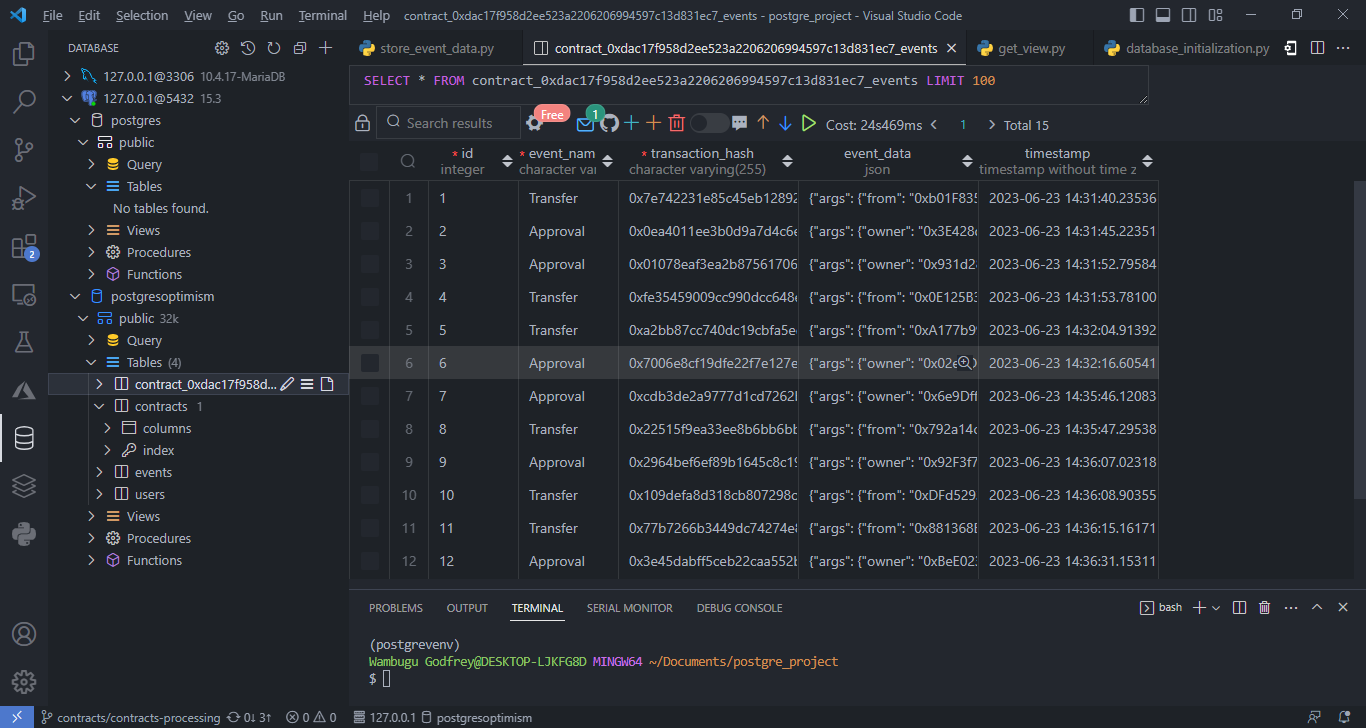 File Edit Selection View Go Run Terminal Help contract_0xdac17f958d2ee523a2206206994597c13d831ec7_events - postgre_project - Visual Studio Code
DATABASE
store_event_data.py contract_0xdac17f958d2ee523a2206206994597c13d831ec7_events get_view.py database_initialization.py
127.0.0.1@3306 10.4.17-MariaDB
127.0.0.1@5432 15.3
postgres
public
Query
Tables
No tables found.
Views
Procedures
Functions
postgresoptimism
public 32k
Query
Tables (4)
contract_0xdac17f958d...
contracts 1
columns
index
events
users
Views
Procedures
Functions
2
SELECT * FROM contract_0xdac17f958d2ee523a2206206994597c13d831ec7_events LIMIT 100
Search results Free 1 Cost: 24s469ms 1 Total 15
* id * event_nam * transaction_hash event_data timestamp
integer character var character varying(255) json timestamp without time z
1 1 Transfer 0x7e742231e85c45eb12892 {"args": {"from": "0xb01F835 2023-06-23 14:31:40.23536
2 2 Approval 0x0ea4011ee3b0d9a7d4c6e {"args": {"owner": "0x3E428 2023-06-23 14:31:45.22351
3 3 Approval 0x01078eaf3ea2b87561706 {"args": {"owner": "0x931d2 2023-06-23 14:31:52.79584
4 4 Transfer 0xfe35459009cc990dcc648 {"args": {"from": "0x0E125B3 2023-06-23 14:31:53.78100
5 5 Transfer 0xa2bb87cc740dc19cbfa5e {"args": {"from": "0xA177b9 2023-06-23 14:32:04.91392
6 6 Approval 0x7006e8cf19dfe22f7e127e {"args": {"owner": "0x02e 2023-06-23 14:32:16.60541
7 7 Approval 0xcdb3de2a9777d1cd7262 {"args": {"owner": "0x6e9Df 2023-06-23 14:35:46.12083
8 8 Transfer 0x22515f9ea33ee8b6bb6bb {"args": {"from": "0x792a14 2023-06-23 14:35:47.29538
9 9 Approval 0x2964bef6ef89b1645c8c19 {"args": {"owner": "0x92F3f7 2023-06-23 14:36:07.02318
10 10 Transfer 0x109defa8d318cb807298c {"args": {"from": "0xDFd529 2023-06-23 14:36:08.90355
11 11 Transfer 0x77b7266b3449dc74274e {"args": {"from": "0x881368 2023-06-23 14:36:15.16171
12 12 Approval 0x3e45dabff5ceb22caa552 {"args": {"owner": "0xBeE02 2023-06-23 14:36:31.15311
PROBLEMS OUTPUT TERMINAL SERIAL MONITOR DEBUG CONSOLE bash
(postgrevenv)
Wambugu Godfrey@DESKTOP-LJKFG8D MINGW64 ~/Documents/postgre_project
$
contracts/contracts-processing 0↓ 3↑ 0 0 127.0.0.1 postgresoptimism